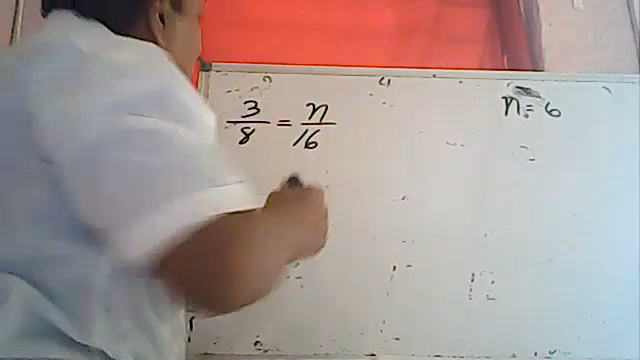 3/8 = n/16
n = 6